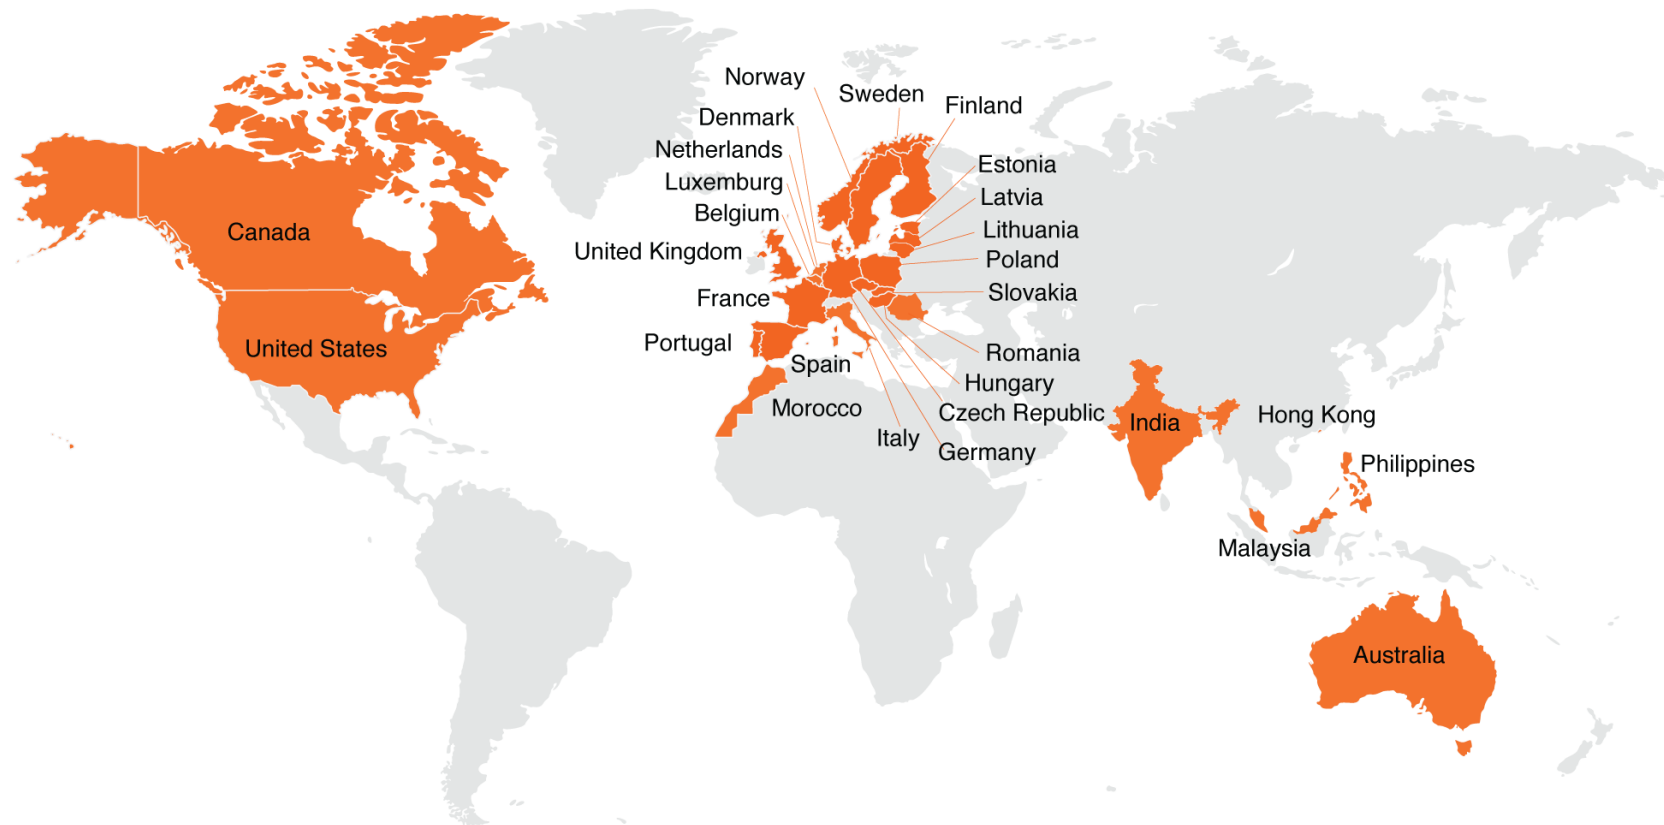 Norway
Sweden
Finland
Denmark
Netherlands
Estonia
Luxemburg
Latvia
Belgium
Lithuania
Canada
United Kingdom
Poland
Slovakia
France
Portugal
United States
Romania
Spain
Hungary
Morocco
Czech Republic
Hong Kong
India
Italy
Germany
Philippines
Malaysia
Australia